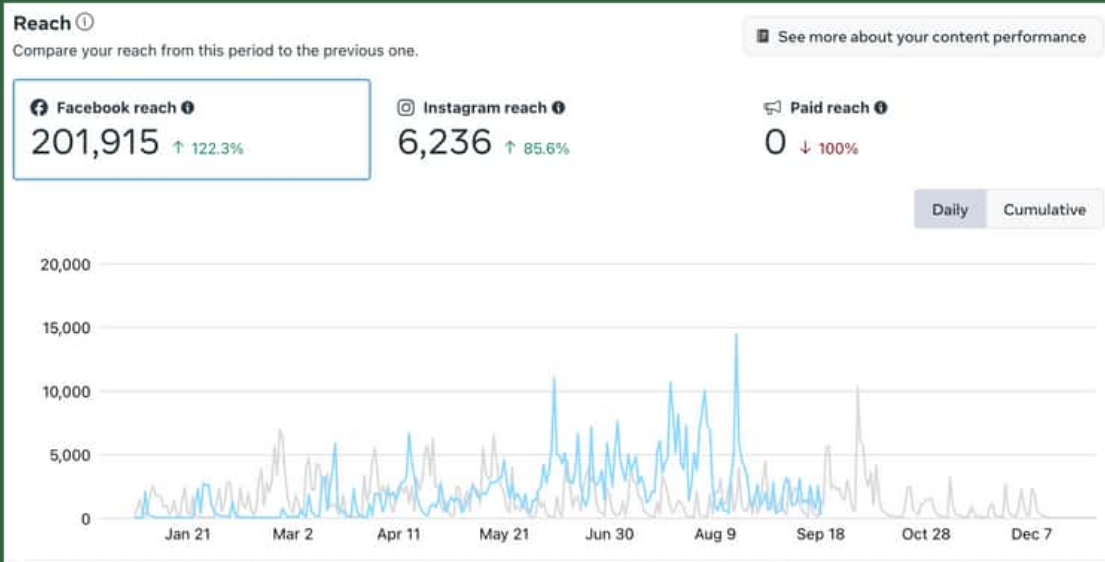 Reach
Compare your reach from this period to the previous one.
See more about your content performance
Facebook reach
201,915 ↑ 122.3%
Instagram reach
6,236 ↑ 85.6%
Paid reach
0 ↓ 100%
Daily
Cumulative
20,000
15,000
10,000
5,000
0
Jan 21 Mar 2 Apr 11 May 21 Jun 30 Aug 9 Sep 18 Oct 28 Dec 7